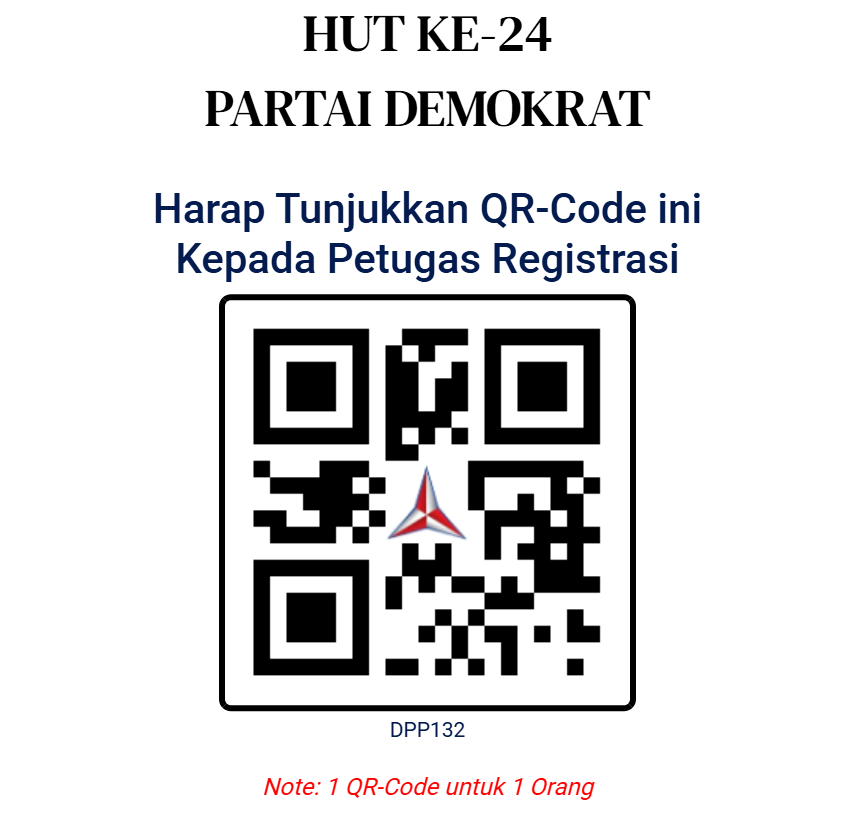 HUT KE-24
PARTAI DEMOKRAT
Harap Tunjukkan QR-Code ini
Kepada Petugas Registrasi
DPP132
Note: 1 QR-Code untuk 1 Orang